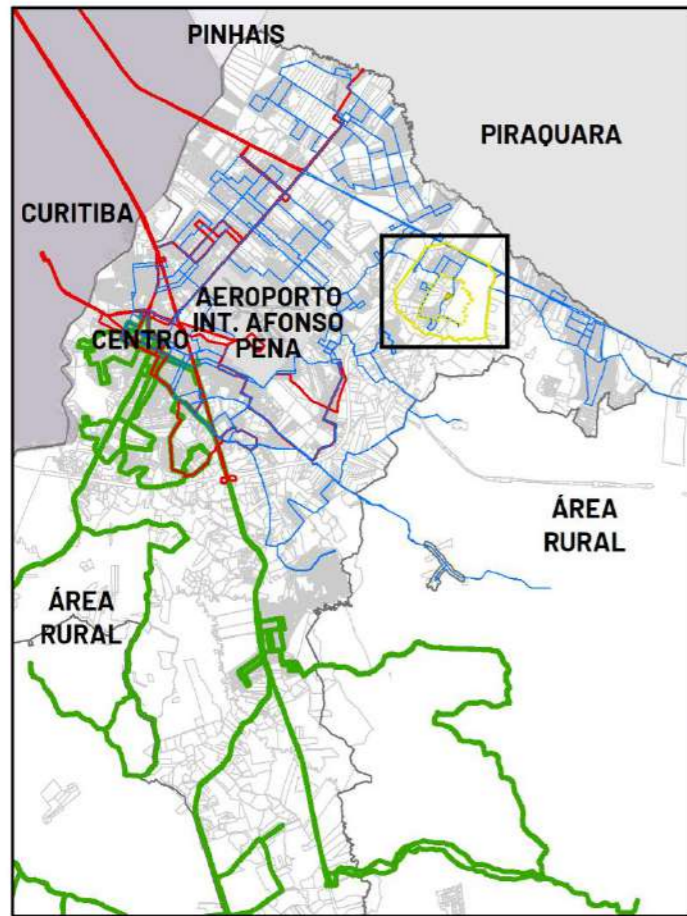 PINHAIS
PIRAQUARA
CURITIBA
AEROPORTO
INT. AFONSO
PENA
CENTRO
ÁREA
RURAL
ÁREA
RURAL